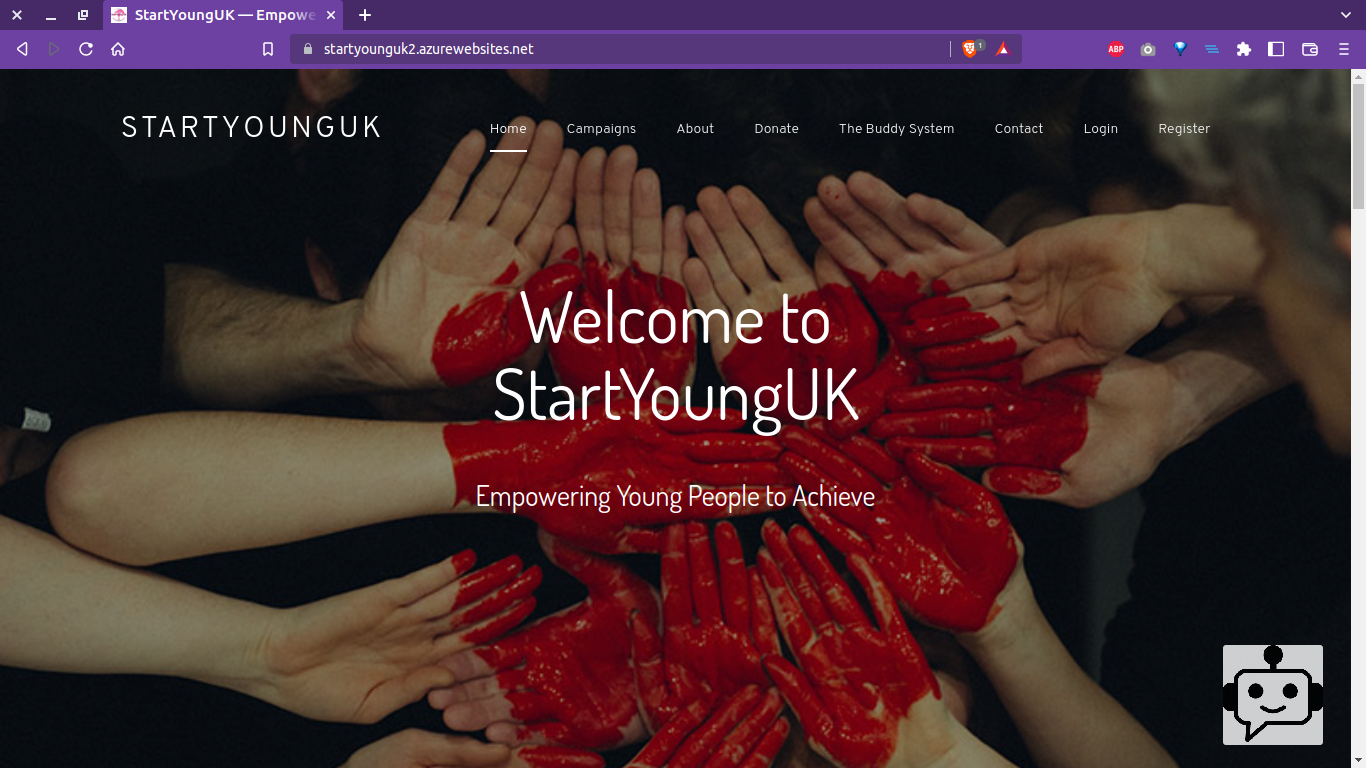 StartYoungUK — Empowe
startyounguk2.azurewebsites.net
1
ABP
STARTYOUNGUK
Home
Campaigns
About
Donate
The Buddy System
Contact
Login
Register
Welcome to
StartYoungUK
Empowering Young People to Achieve